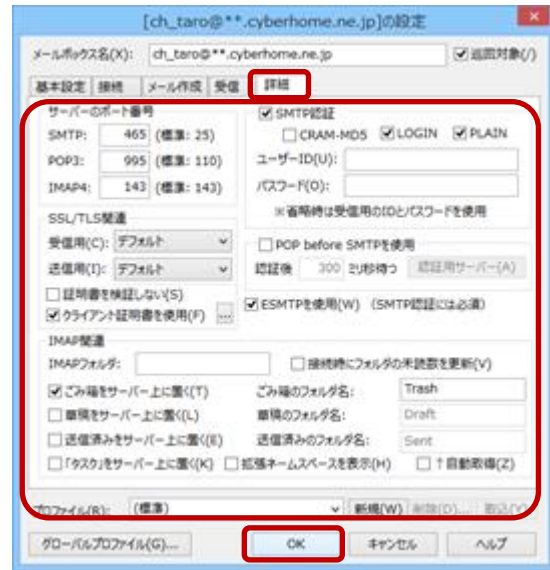 [ch_taro@**.cyberhome.ne.jp]の設定
メールボックス名(X): ch_taro@**.cyberhome.ne.jp 巡回対象(/)
基本設定 接続 メール作成 受信 詳細
サーバーのポート番号
SMTP: 465 (標準: 25)
POP3: 995 (標準: 110)
IMAP4: 143 (標準: 143)
SMTP認証
CRAM-MD5 LOGIN PLAIN
ユーザーID(U):
パスワード(O):
※省略時は受信用のIDとパスワードを使用
SSL/TLS関連
受信用(C): デフォルト
送信用(I): デフォルト
証明書を検証しない(S)
クライアント証明書を使用(F) ...
POP before SMTPを使用
認証後 300 ミリ秒待つ 認証用サーバー(A)
ESMTPを使用(W) (SMTP認証には必須)
IMAP関連
IMAPフォルダ: 接続時にフォルダの未読数を更新(V)
ごみ箱をサーバー上に置く(T) ごみ箱のフォルダ名: Trash
草稿をサーバー上に置く(L) 草稿のフォルダ名: Draft
送信済みをサーバー上に置く(E) 送信済みのフォルダ名: Sent
「タスク」をサーバー上に置く(K) 拡張ネームスペースを表示(H) ↑自動取得(Z)
プロファイル(R): (標準) 新規(W) 削除(D)... 取込(Y)
グローバルプロファイル(G)... OK キャンセル ヘルプ